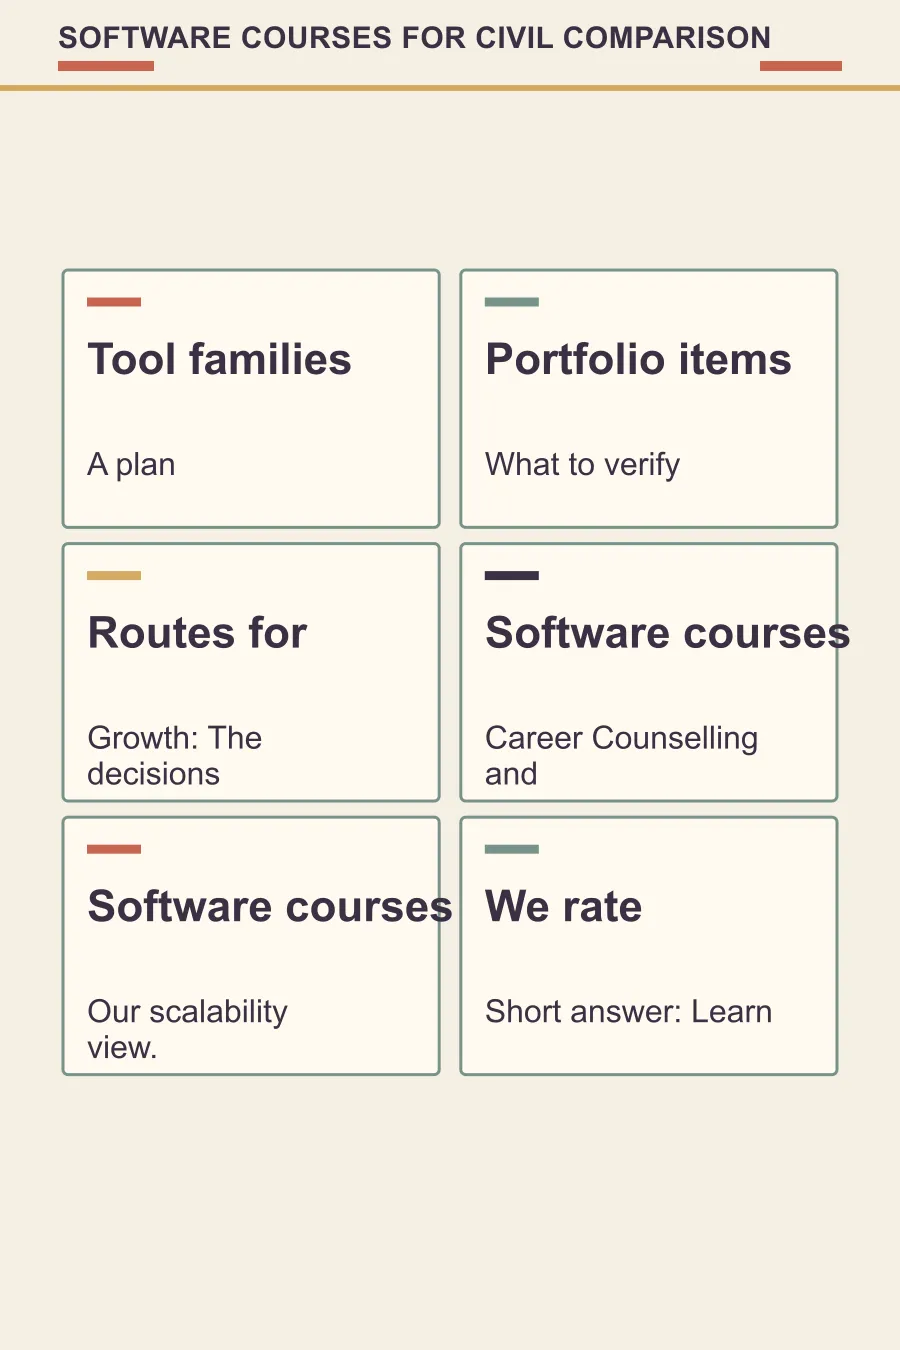 SOFTWARE COURSES FOR CIVIL COMPARISON
Tool families
A plan
Portfolio items
What to verify
Routes for
Growth: The
decisions
Software courses
Career Counselling
and
Software courses
Our scalability
view.
We rate
Short answer: Learn